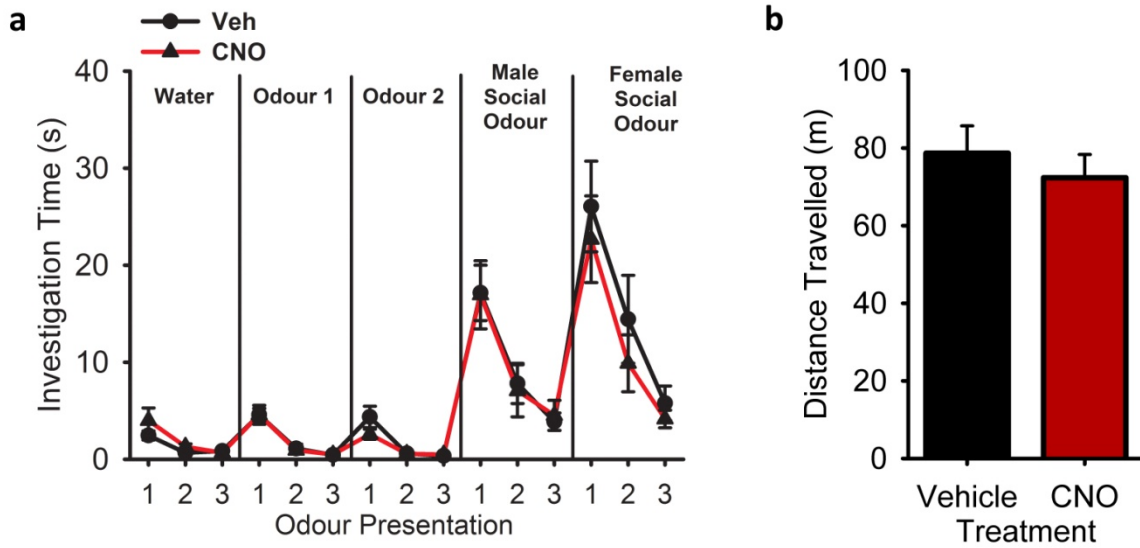 a
Veh
CNO
Investigation Time (s)
40
30
20
10
0
Water
Odour 1
Odour 2
Male
Social
Odour
Female
Social
Odour
1 2 3 1 2 3 1 2 3 1 2 3 1 2 3
Odour Presentation
b
Distance Travelled (m)
100
80
60
40
20
0
Vehicle CNO
Treatment